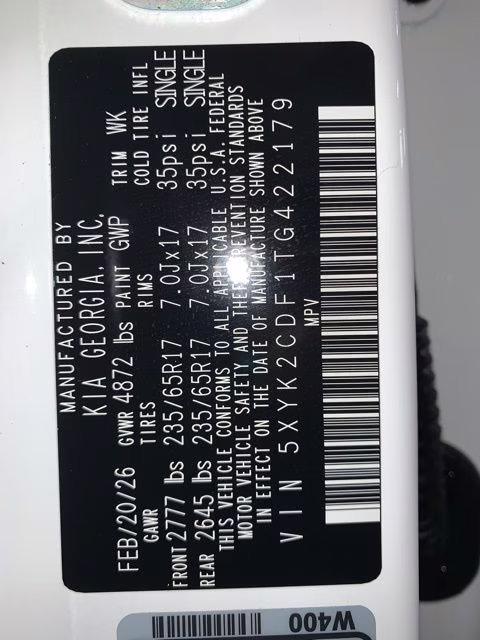 MANUFACTURED BY
KIA GEORGIA, INC.
FEB/20/26 GVWR 4872 lbs PAINT GWP TRIM WK
GAWR TIRES RIMS COLD TIRE INFL
FRONT 2777 lbs 235/65R17 7.0Jx17 35psi SINGLE
REAR 2645 lbs 235/65R17 7.0Jx17 35psi SINGLE
THIS VEHICLE CONFORMS TO ALL APPLICABLE U.S.A. FEDERAL
MOTOR VEHICLE SAFETY AND THEFT PREVENTION STANDARDS
IN EFFECT ON THE DATE OF MANUFACTURE SHOWN ABOVE
VIN 5XYK2CDF1TG422179
MPV
W400